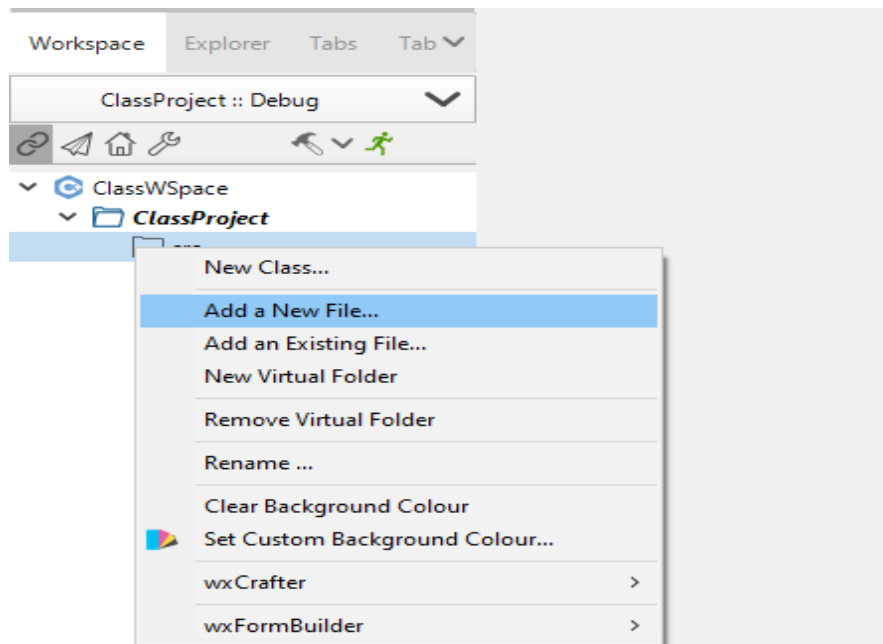 Workspace Explorer Tabs Tab
ClassProject :: Debug
ClassWSpace
ClassProject
New Class...
Add a New File...
Add an Existing File...
New Virtual Folder
Remove Virtual Folder
Rename ...
Clear Background Colour
Set Custom Background Colour...
wxCrafter
wxFormBuilder